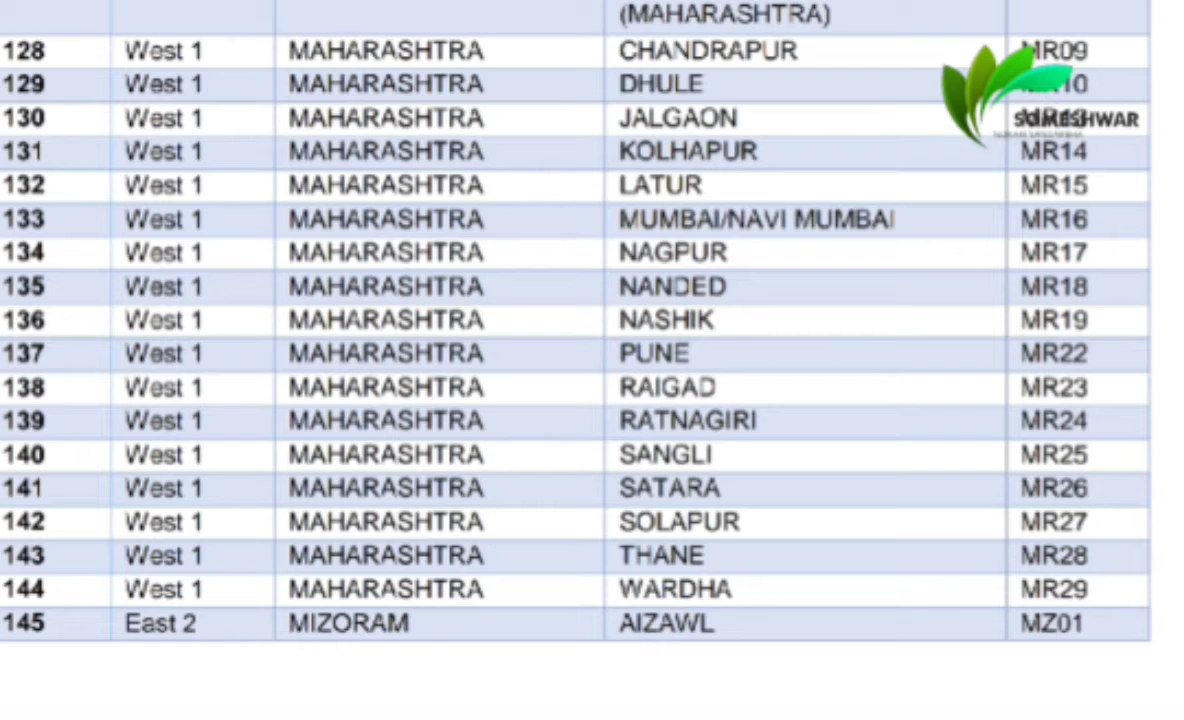 (MAHARASHTRA)
128 West 1 MAHARASHTRA CHANDRAPUR MR09
129 West 1 MAHARASHTRA DHULE
130 West 1 MAHARASHTRA JALGAON
SOMESHWAR
131 West 1 MAHARASHTRA KOLHAPUR MR14
132 West 1 MAHARASHTRA LATUR MR15
133 West 1 MAHARASHTRA MUMBAI/NAVI MUMBAI MR16
134 West 1 MAHARASHTRA NAGPUR MR17
135 West 1 MAHARASHTRA NANDED MR18
136 West 1 MAHARASHTRA NASHIK MR19
137 West 1 MAHARASHTRA PUNE MR22
138 West 1 MAHARASHTRA RAIGAD MR23
139 West 1 MAHARASHTRA RATNAGIRI MR24
140 West 1 MAHARASHTRA SANGLI MR25
141 West 1 MAHARASHTRA SATARA MR26
142 West 1 MAHARASHTRA SOLAPUR MR27
143 West 1 MAHARASHTRA THANE MR28
144 West 1 MAHARASHTRA WARDHA MR29
145 East 2 MIZORAM AIZAWL MZ01